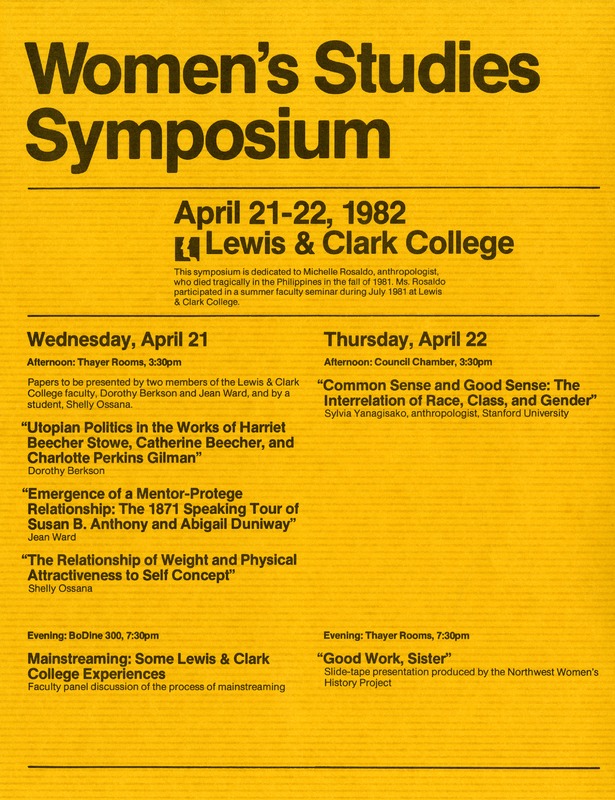 Women's Studies
Symposium
April 21-22, 1982
Lewis & Clark College
This symposium is dedicated to Michelle Rosaldo, anthropologist,
who died tragically in the Philippines in the fall of 1981. Ms. Rosaldo
participated in a summer faculty seminar during July 1981 at Lewis
& Clark College.
Wednesday, April 21
Afternoon: Thayer Rooms, 3:30pm
Papers to be presented by two members of the Lewis & Clark
College faculty, Dorothy Berkson and Jean Ward, and by a
student, Shelly Ossana.
“Utopian Politics in the Works of Harriet
Beecher Stowe, Catherine Beecher, and
Charlotte Perkins Gilman”
Dorothy Berkson
“Emergence of a Mentor-Protege
Relationship: The 1871 Speaking Tour of
Susan B. Anthony and Abigail Duniway”
Jean Ward
“The Relationship of Weight and Physical
Attractiveness to Self Concept”
Shelly Ossana
Evening: BoDine 300, 7:30pm
Mainstreaming: Some Lewis & Clark
College Experiences
Faculty panel discussion of the process of mainstreaming
Thursday, April 22
Afternoon: Council Chamber, 3:30pm
“Common Sense and Good Sense: The
Interrelation of Race, Class, and Gender”
Sylvia Yanagisako, anthropologist, Stanford University
Evening: Thayer Rooms, 7:30pm
“Good Work, Sister”
Slide-tape presentation produced by the Northwest Women's
History Project